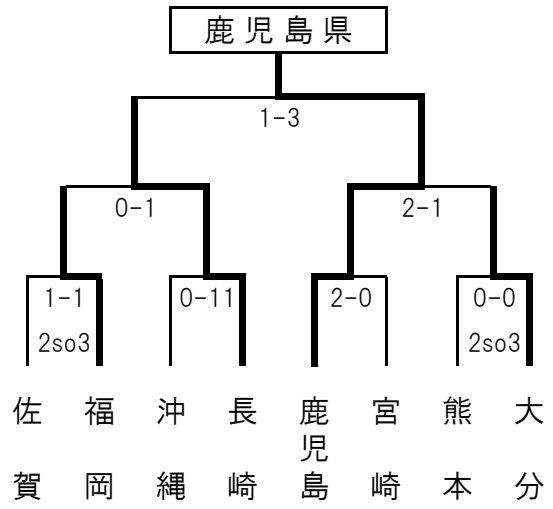 鹿児島県
1-3
0-1
2-1
1-1
0-11
2-0
0-0
2so3
2so3
佐賀
福岡
沖縄
長崎
鹿児島
宮崎
熊本
大分